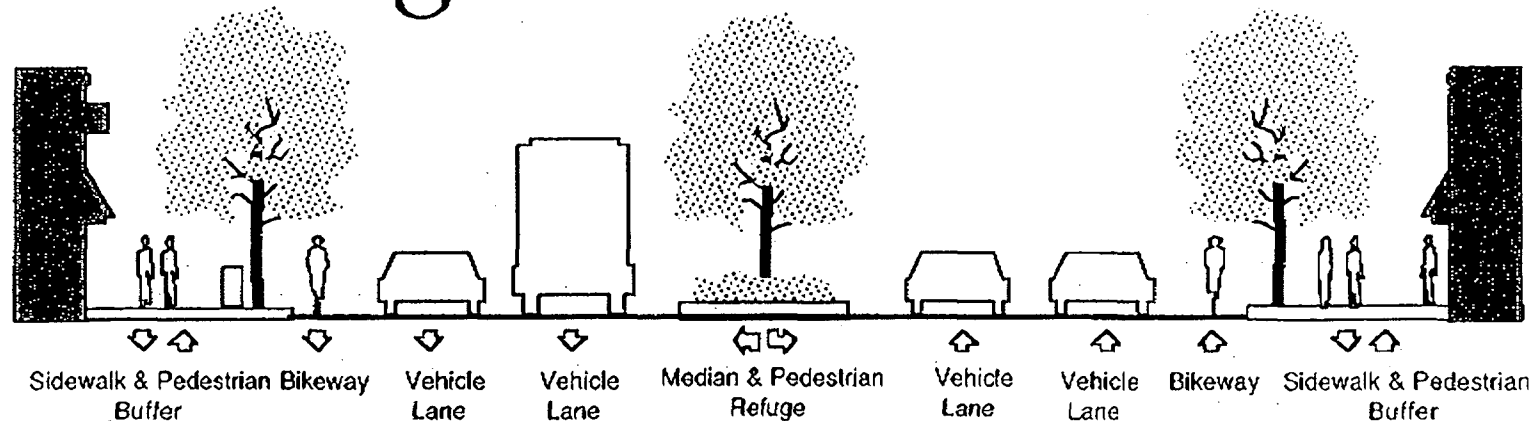 Sidewalk & Pedestrian Bikeway Vehicle Vehicle Median & Pedestrian Vehicle Vehicle Bikeway Sidewalk & Pedestrian
Buffer Lane Lane Refuge Lane Lane Buffer